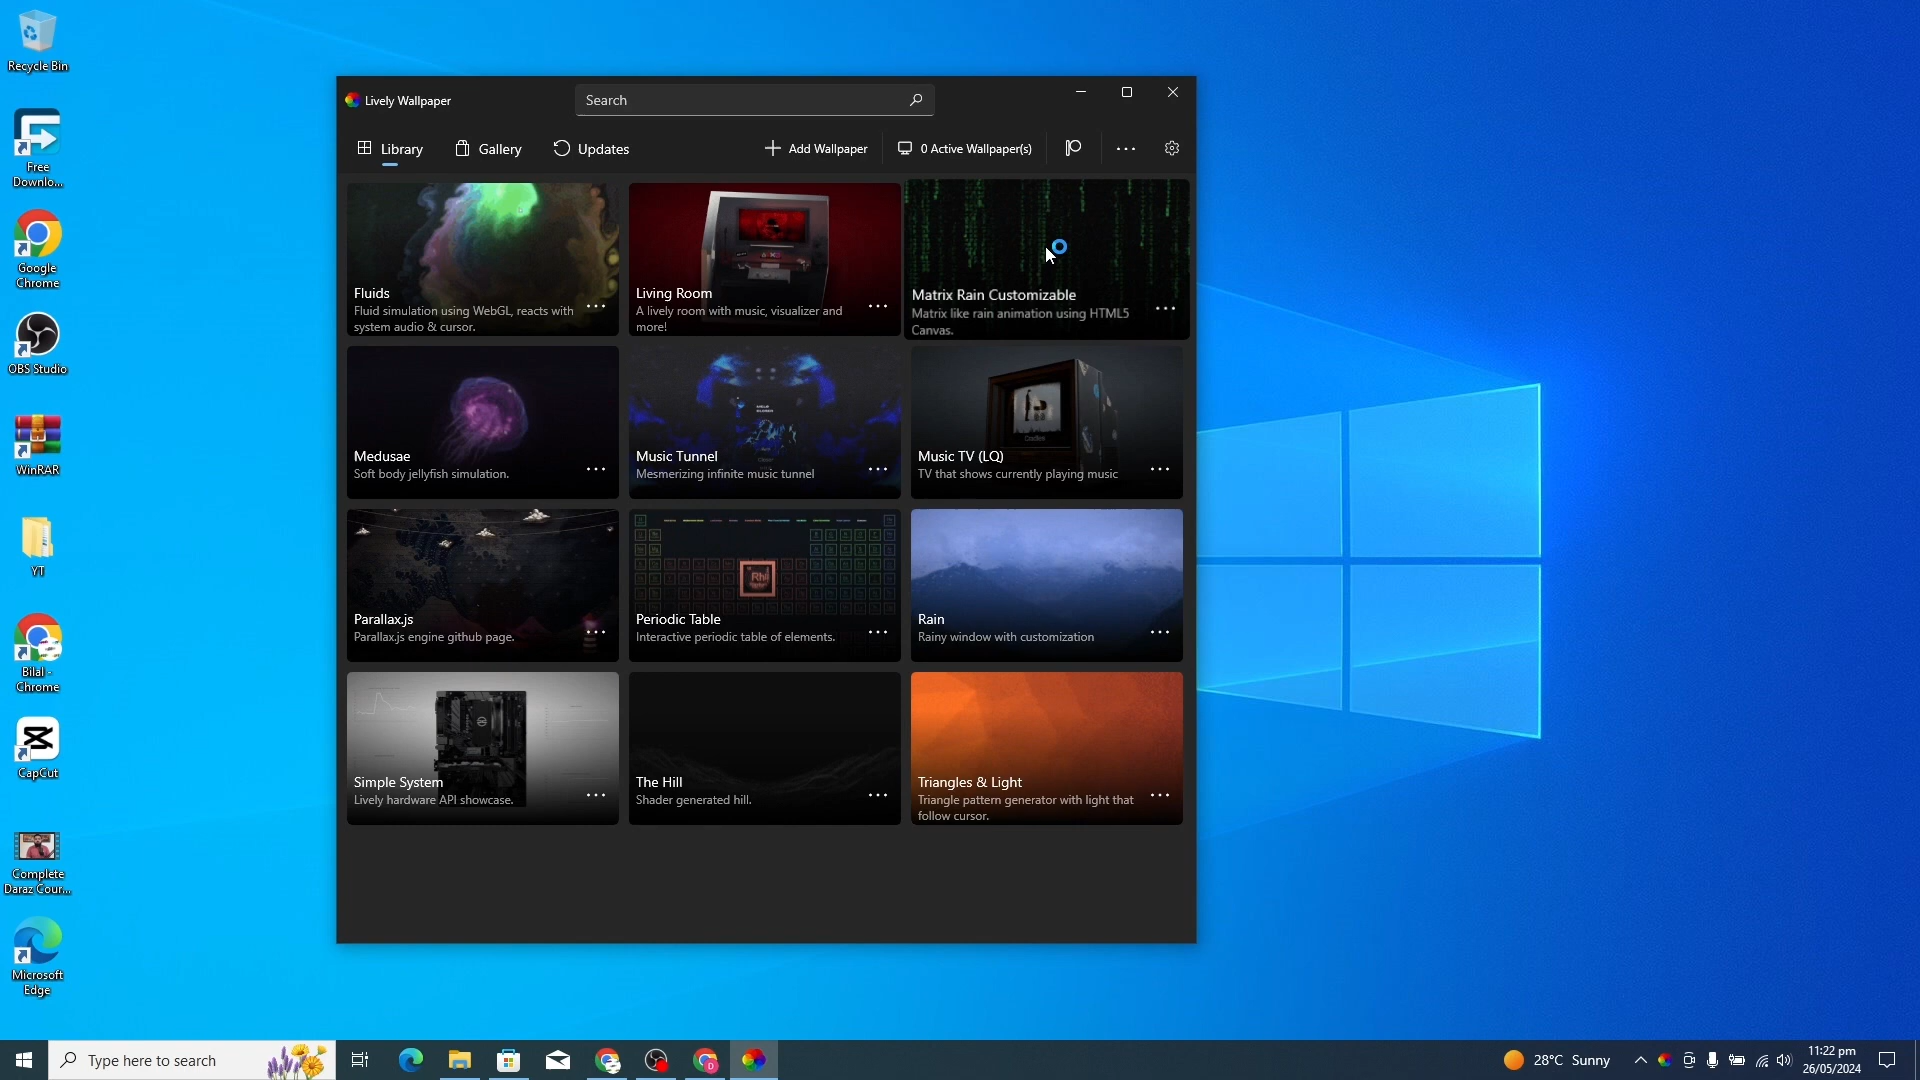 Recycle Bin
Free
Downlo...
Google
Chrome
OBS Studio
WinRAR
YT
Bilal -
Chrome
CapCut
Complete
Daraz Cour...
Microsoft
Edge
Lively Wallpaper
Search
Library
Gallery
Updates
Add Wallpaper
0 Active Wallpaper(s)
Fluids
Fluid simulation using WebGL, reacts with
system audio & cursor.
Living Room
A lively room with music, visualizer and
more!
Matrix Rain Customizable
Matrix like rain animation using HTML5
Canvas.
Medusae
Soft body jellyfish simulation.
Music Tunnel
Mesmerizing infinite music tunnel
Music TV (LQ)
TV that shows currently playing music
Parallax.js
Parallax.js engine github page.
Rh
Periodic Table
Interactive periodic table of elements.
Rain
Rainy window with customization
Simple System
Lively hardware API showcase.
The Hill
Shader generated hill.
Triangles & Light
Triangle pattern generator with light that
follow cursor.
Type here to search
28°C Sunny
11:22 pm
26/05/2024